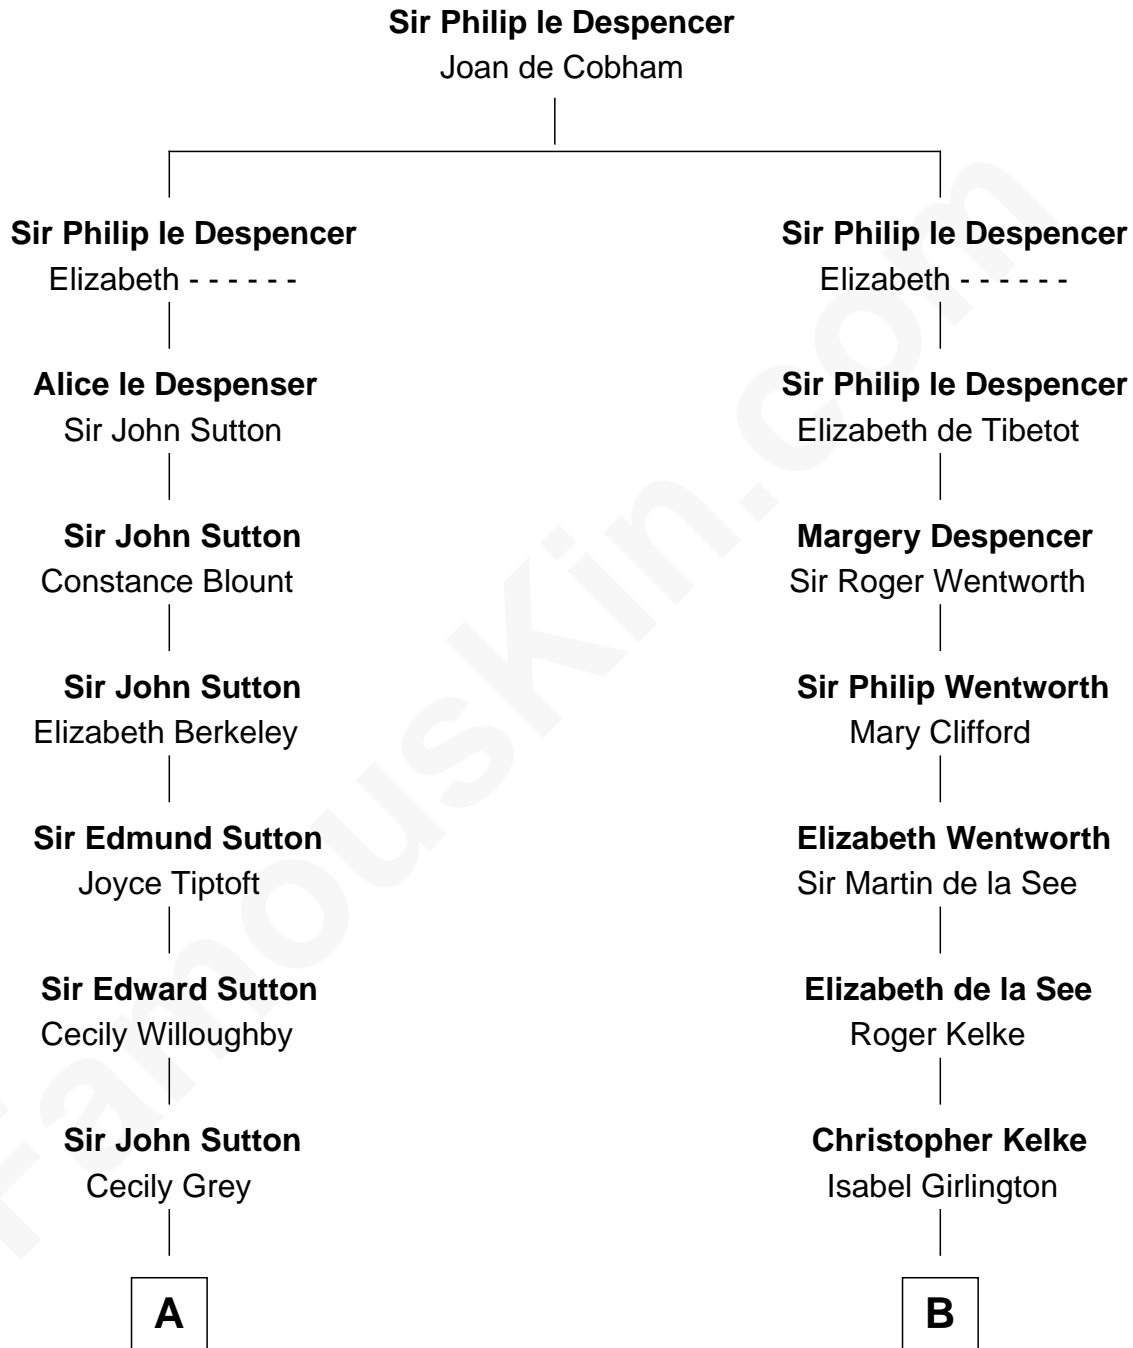 Sir Philip le Despencer
Joan de Cobham
Sir Philip le Despencer
Elizabeth - - - - - -
Sir Philip le Despencer
Elizabeth - - - - - -
Alice le Despenser
Sir John Sutton
Sir Philip le Despencer
Elizabeth de Tibetot
Sir John Sutton
Constance Blount
Margery Despencer
Sir Roger Wentworth
Sir John Sutton
Elizabeth Berkeley
Sir Philip Wentworth
Mary Clifford
Sir Edmund Sutton
Joyce Tiptoft
Elizabeth Wentworth
Sir Martin de la See
Sir Edward Sutton
Cecily Willoughby
Elizabeth de la See
Roger Kelke
Sir John Sutton
Cecily Grey
Christopher Kelke
Isabel Girlington
A
B
FamousKin.com